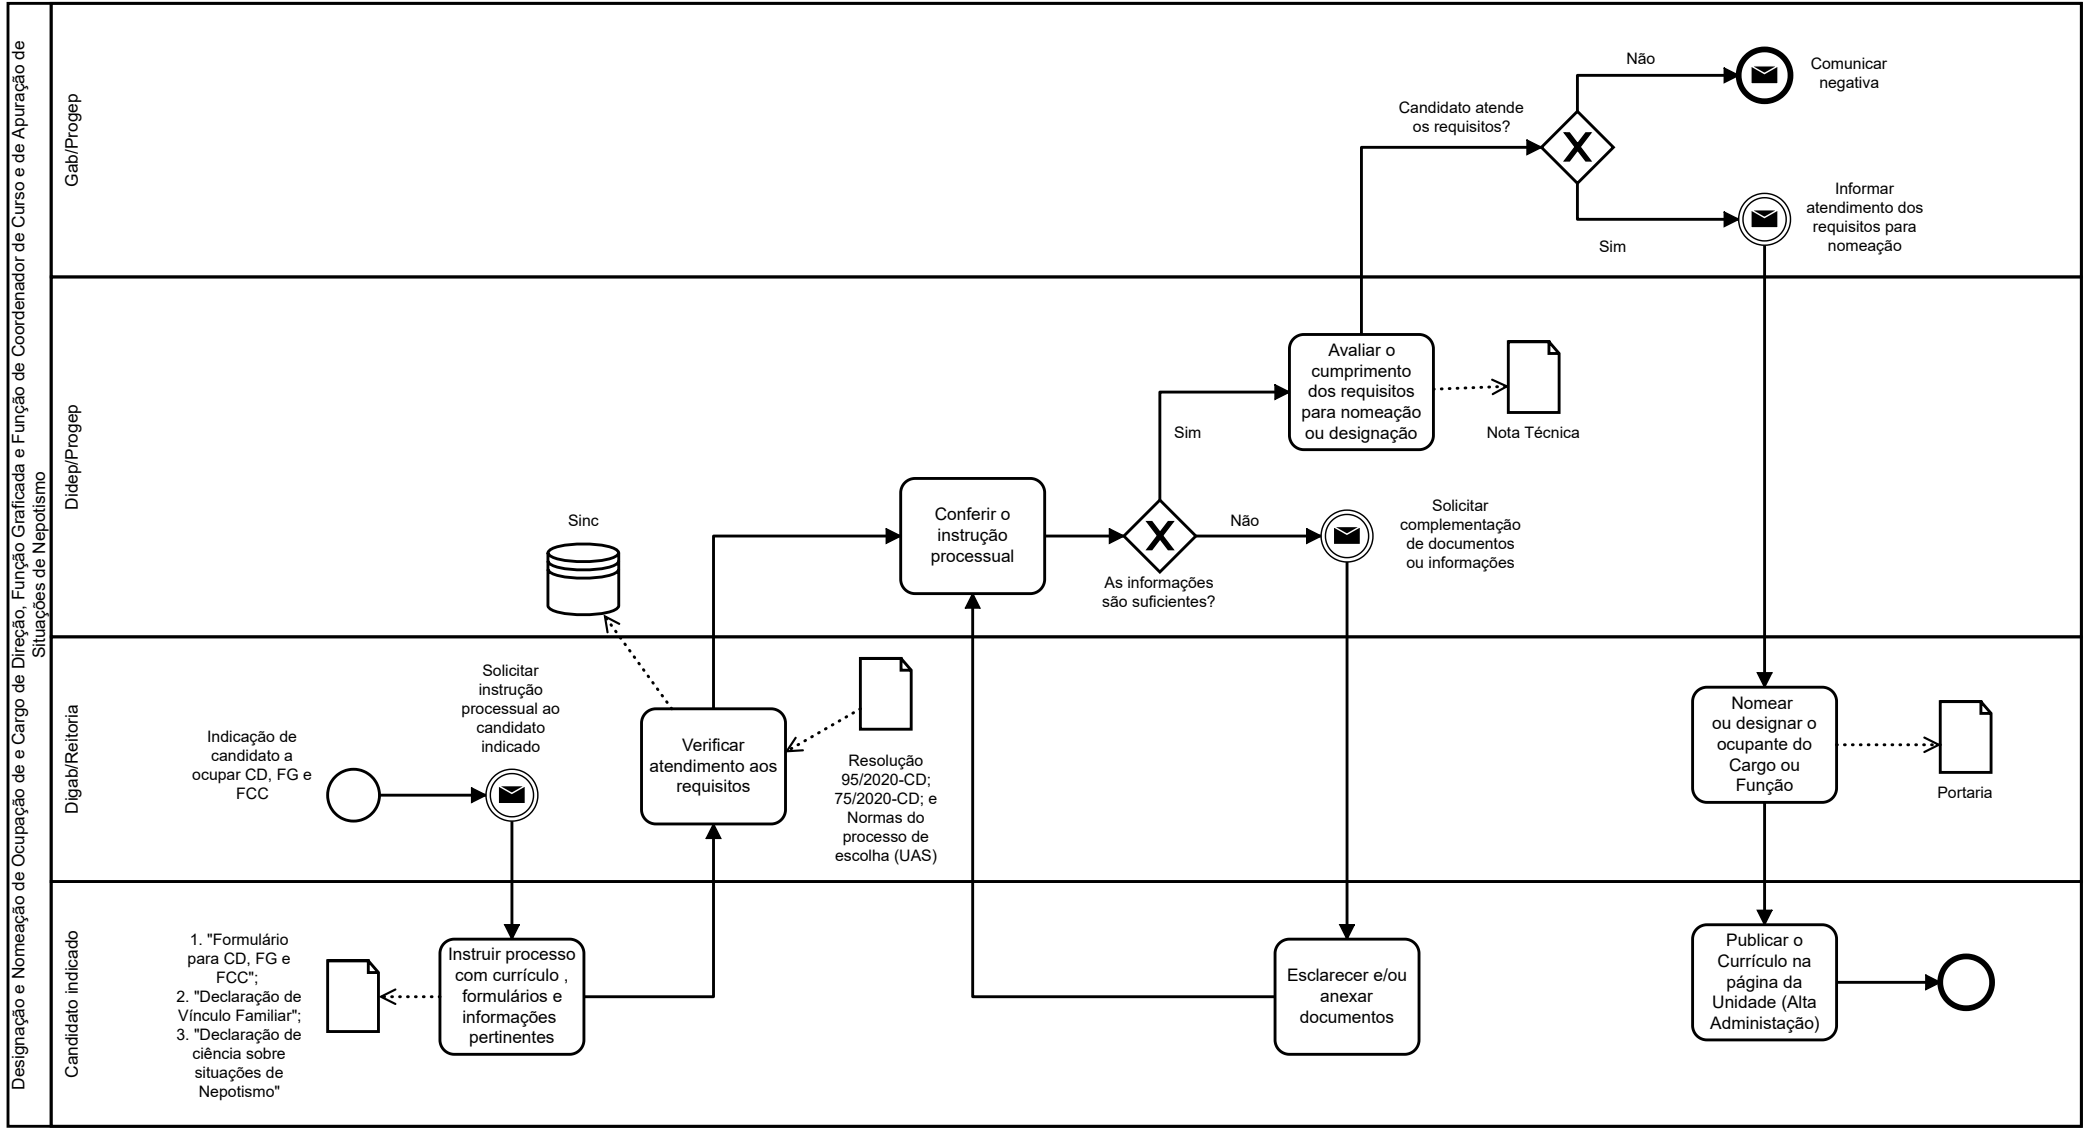 Designação e Nomeação de Ocupação de e Cargo de Direção, Função Graficada e Função de Coordenador de Curso e de Apuração de
Situações de Nepotismo
Gab/Progep
Candidato atende
os requisitos?
Não
Comunicar
negativa
Sim
Informar
atendimento dos
requisitos para
nomeação
Didep/Progep
Sinc
Conferir o
instrução
processual
As informações
são suficientes?
Sim
Não
Avaliar o
cumprimento
dos requisitos
para nomeação
ou designação
Nota Técnica
Solicitar
complementação
de documentos
ou informações
Digab/Reitoria
Indicação de
candidato a
ocupar CD, FG e
FCC
Solicitar
instrução
processual ao
candidato
indicado
Verificar
atendimento aos
requisitos
Resolução
95/2020-CD;
75/2020-CD; e
Normas do
processo de
escolha (UAS)
Nomear
ou designar o
ocupante do
Cargo ou
Função
Portaria
Candidato indicado
1. "Formulário
para CD, FG e
FCC";
2. "Declaração de
Vínculo Familiar";
3. "Declaração de
ciência sobre
situações de
Nepotismo"
Instruir processo
com currículo ,
formulários e
informações
pertinentes
Esclarecer e/ou
anexar
documentos
Publicar o
Currículo na
página da
Unidade (Alta
Administação)